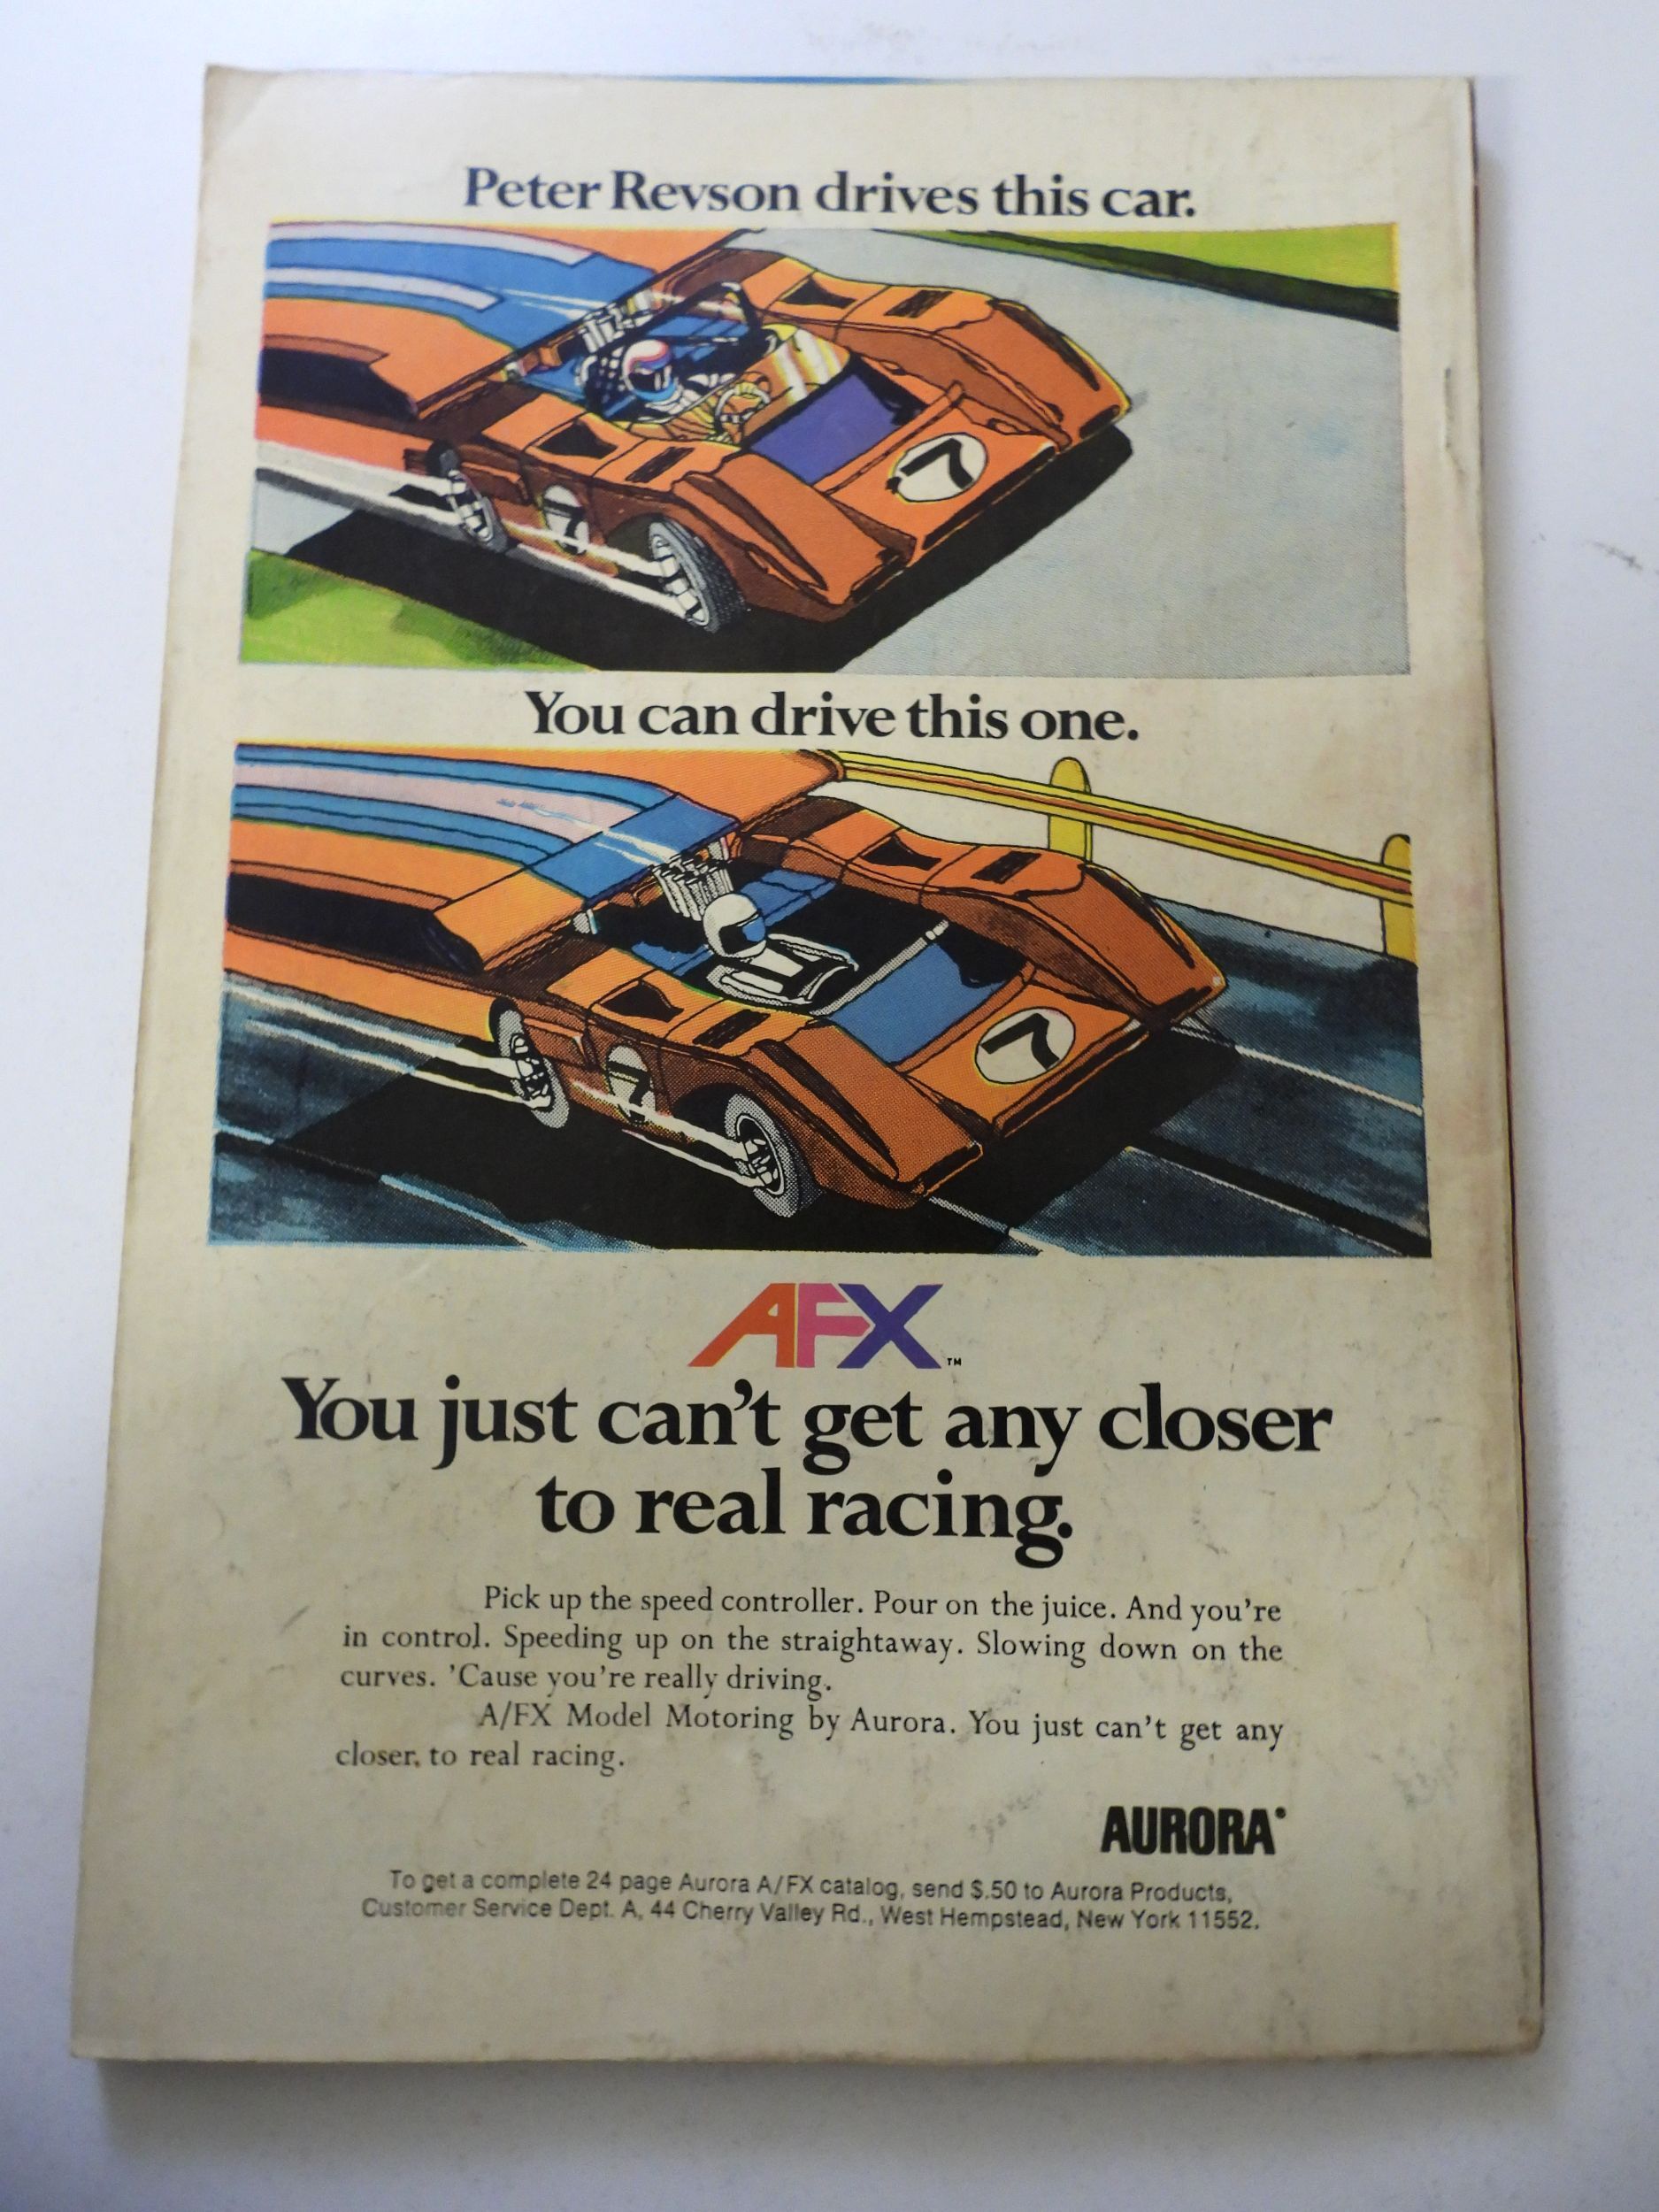 Peter Revson drives this car.
7
7
You can drive this one.
7
7
AFX™
You just can't get any closer
to real racing.
Pick up the speed controller. Pour on the juice. And you're
in control. Speeding up on the straightaway. Slowing down on the
curves. 'Cause you're really driving.
A/FX Model Motoring by Aurora. You just can't get any
closer to real racing.
AURORA
To get a complete 24 page Aurora A/FX catalog, send $.50 to Aurora Products,
Customer Service Dept. A, 44 Cherry Valley Rd., West Hempstead, New York 11552.